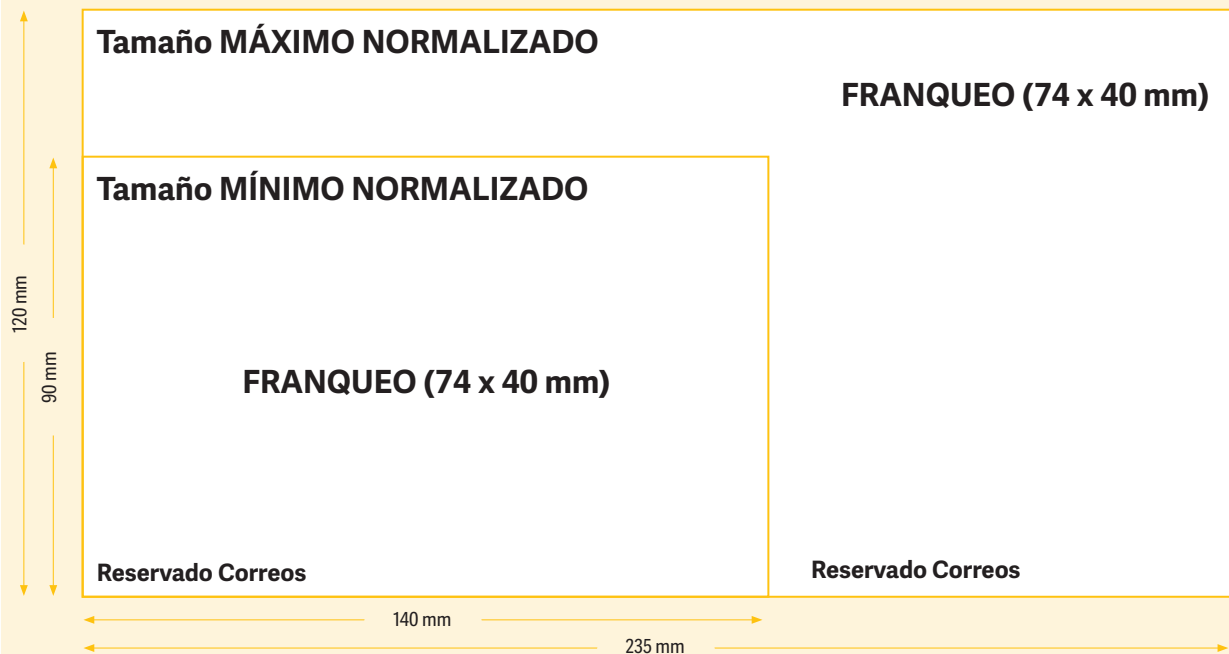 Tamaño MÁXIMO NORMALIZADO
FRANQUEO (74 x 40 mm)
Tamaño MÍNIMO NORMALIZADO
120 mm
90 mm
FRANQUEO (74 x 40 mm)
Reservado Correos
Reservado Correos
140 mm
235 mm